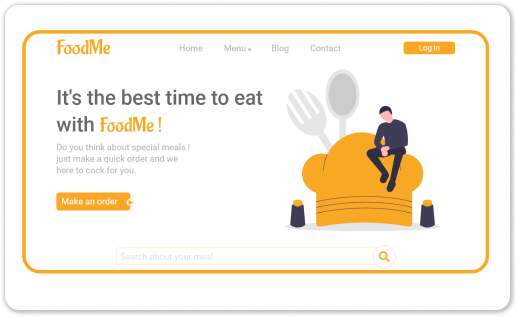 FoodMe
Home Menu Blog Contact
Log In
It's the best time to eat
with FoodMe !
Do you think about special meals !
just make a quick order and we
here to cock for you.
Make an order
Search about your meal